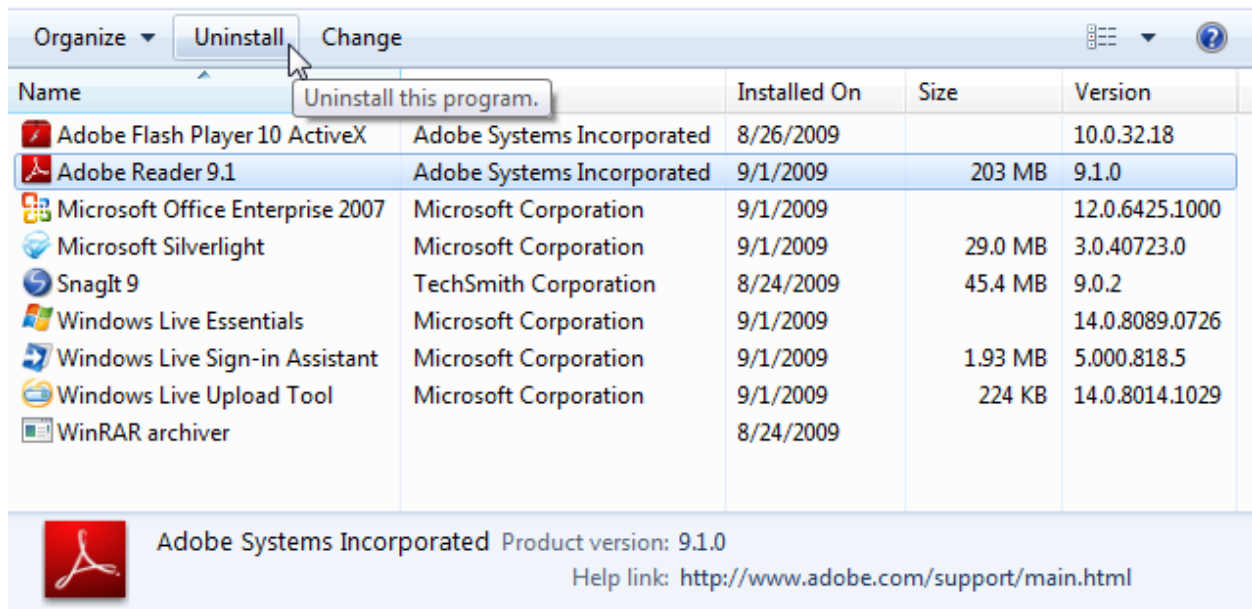 Organize Uninstall Change
Name Installed On Size Version
Uninstall this program.
Adobe Flash Player 10 ActiveX Adobe Systems Incorporated 8/26/2009 10.0.32.18
Adobe Reader 9.1 Adobe Systems Incorporated 9/1/2009 203 MB 9.1.0
Microsoft Office Enterprise 2007 Microsoft Corporation 9/1/2009 12.0.6425.1000
Microsoft Silverlight Microsoft Corporation 9/1/2009 29.0 MB 3.0.40723.0
SnagIt 9 TechSmith Corporation 8/24/2009 45.4 MB 9.0.2
Windows Live Essentials Microsoft Corporation 9/1/2009 14.0.8089.0726
Windows Live Sign-in Assistant Microsoft Corporation 9/1/2009 1.93 MB 5.000.818.5
Windows Live Upload Tool Microsoft Corporation 9/1/2009 224 KB 14.0.8014.1029
WinRAR archiver 8/24/2009
Adobe Systems Incorporated Product version: 9.1.0
Help link: http://www.adobe.com/support/main.html